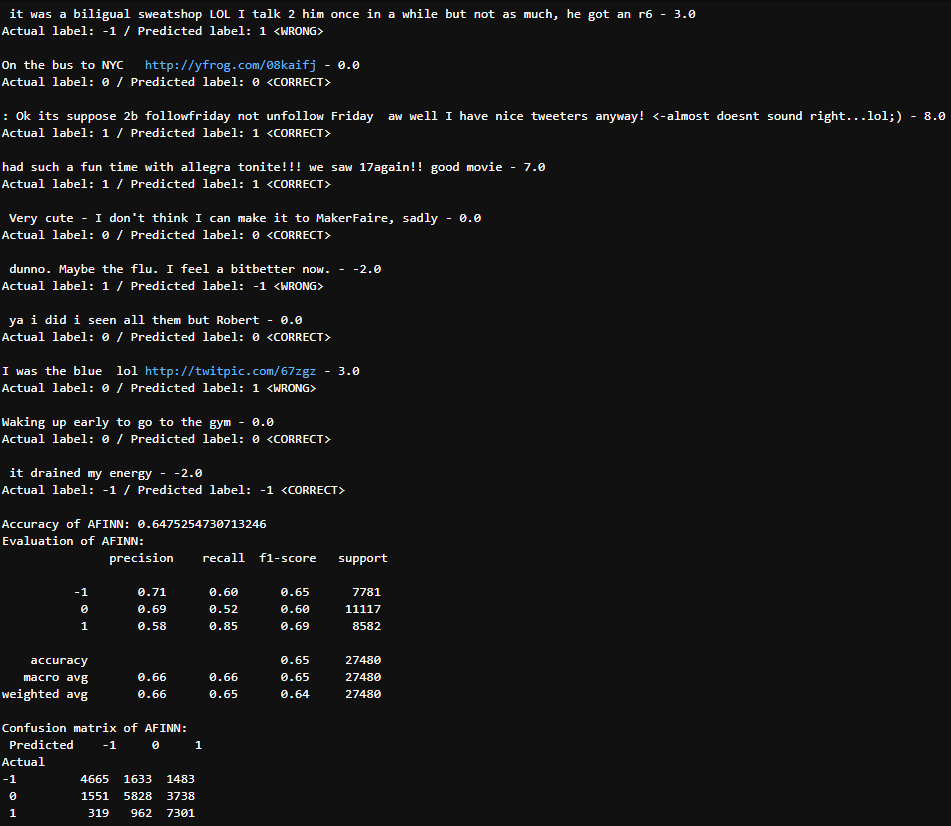 it was a biligual sweatshop LOL I talk 2 him once in a while but not as much, he got an r6 - 3.0
Actual label: -1 / Predicted label: 1 <WRONG>
On the bus to NYC   http://yfrog.com/08kaifj - 0.0
Actual label: 0 / Predicted label: 0 <CORRECT>
: Ok its suppose 2b followfriday not unfollow Friday  aw well I have nice tweeters anyway! <-almost doesnt sound right...lol;) - 8.0
Actual label: 1 / Predicted label: 1 <CORRECT>
had such a fun time with allegra tonite!!! we saw 17again!! good movie - 7.0
Actual label: 1 / Predicted label: 1 <CORRECT>
Very cute - I don't think I can make it to MakerFaire, sadly - 0.0
Actual label: 0 / Predicted label: 0 <CORRECT>
dunno. Maybe the flu. I feel a bitbetter now. - -2.0
Actual label: 1 / Predicted label: -1 <WRONG>
ya i did i seen all them but Robert - 0.0
Actual label: 0 / Predicted label: 0 <CORRECT>
I was the blue  lol http://twitpic.com/67zgz - 3.0
Actual label: 0 / Predicted label: 1 <WRONG>
Waking up early to go to the gym - 0.0
Actual label: 0 / Predicted label: 0 <CORRECT>
it drained my energy - -2.0
Actual label: -1 / Predicted label: -1 <CORRECT>
Accuracy of AFINN: 0.6475254730713246
Evaluation of AFINN:
precision    recall  f1-score   support
-1       0.71      0.60      0.65      7781
0       0.69      0.52      0.60     11117
1       0.58      0.85      0.69      8582
accuracy                           0.65     27480
macro avg       0.66      0.66      0.65     27480
weighted avg       0.66      0.65      0.64     27480
Confusion matrix of AFINN:
Predicted    -1     0     1
Actual
-1         4665  1633  1483
0         1551  5828  3738
1          319   962  7301